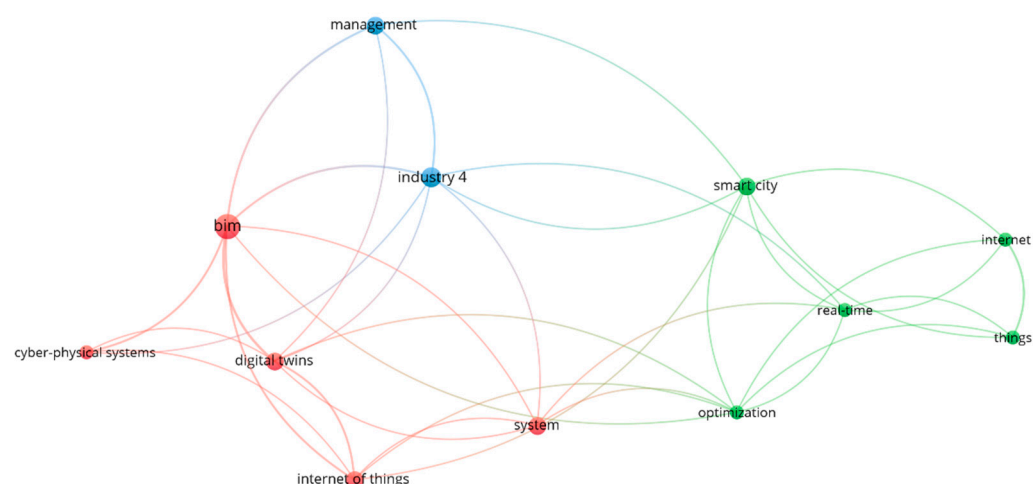 management
industry 4
smart city
bim
internet
real-time
things
cyber-physical systems
digital twins
optimization
system
internet of things